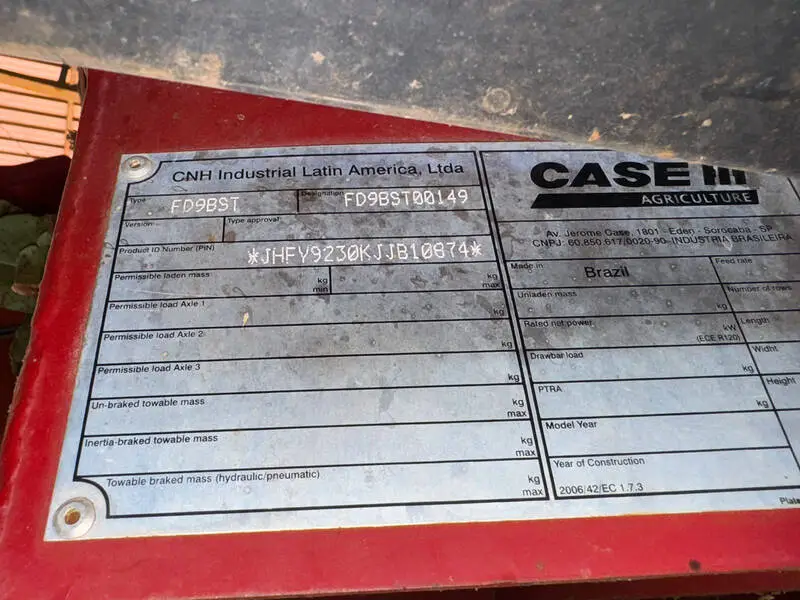 CNH Industrial Latin America, Ltda
Type FD9BST
Designation FD9BST00149
Version
Type approval
Product ID Number (PIN) *JHFY9230KJJB10874*
Permissible laden mass kg min kg max
Permissible load Axle 1 kg
Permissible load Axle 2 kg
Permissible load Axle 3 kg
Un-braked towable mass kg max
Inertia-braked towable mass kg max
Towable braked mass (hydraulic/pneumatic) kg max
CASE IH
AGRICULTURE
Av. Jerome Case, 1801 - Eden - Sorocaba - SP
CNPJ: 60.850.617/0020-90- INDÚSTRIA BRASILEIRA
Made in Brazil
Feed rate
Unladen mass kg
Number of rows
Rated net power kW (ECE R120)
Length
Drawbar load kg
Widht
PTRA kg
Height
Model Year
Year of Construction
2006/42/EC 1.7.3
Plate